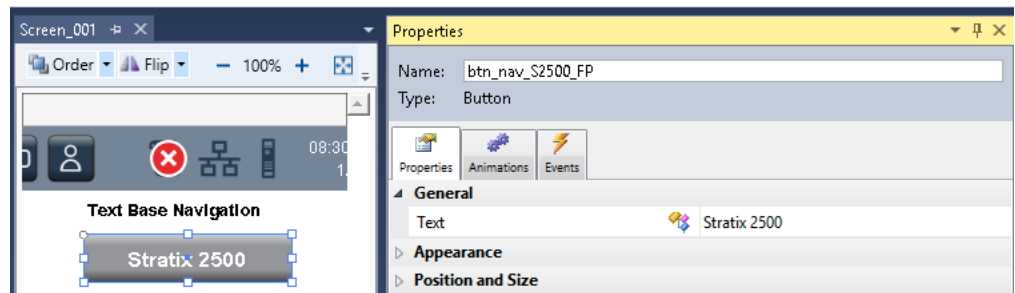 Screen_001
Order Flip 100%
08:30
1.
Text Base Navigation
Stratix 2500
Properties
Name: btn_nav_S2500_FP
Type: Button
Properties Animations Events
General
Text Stratix 2500
Appearance
Position and Size